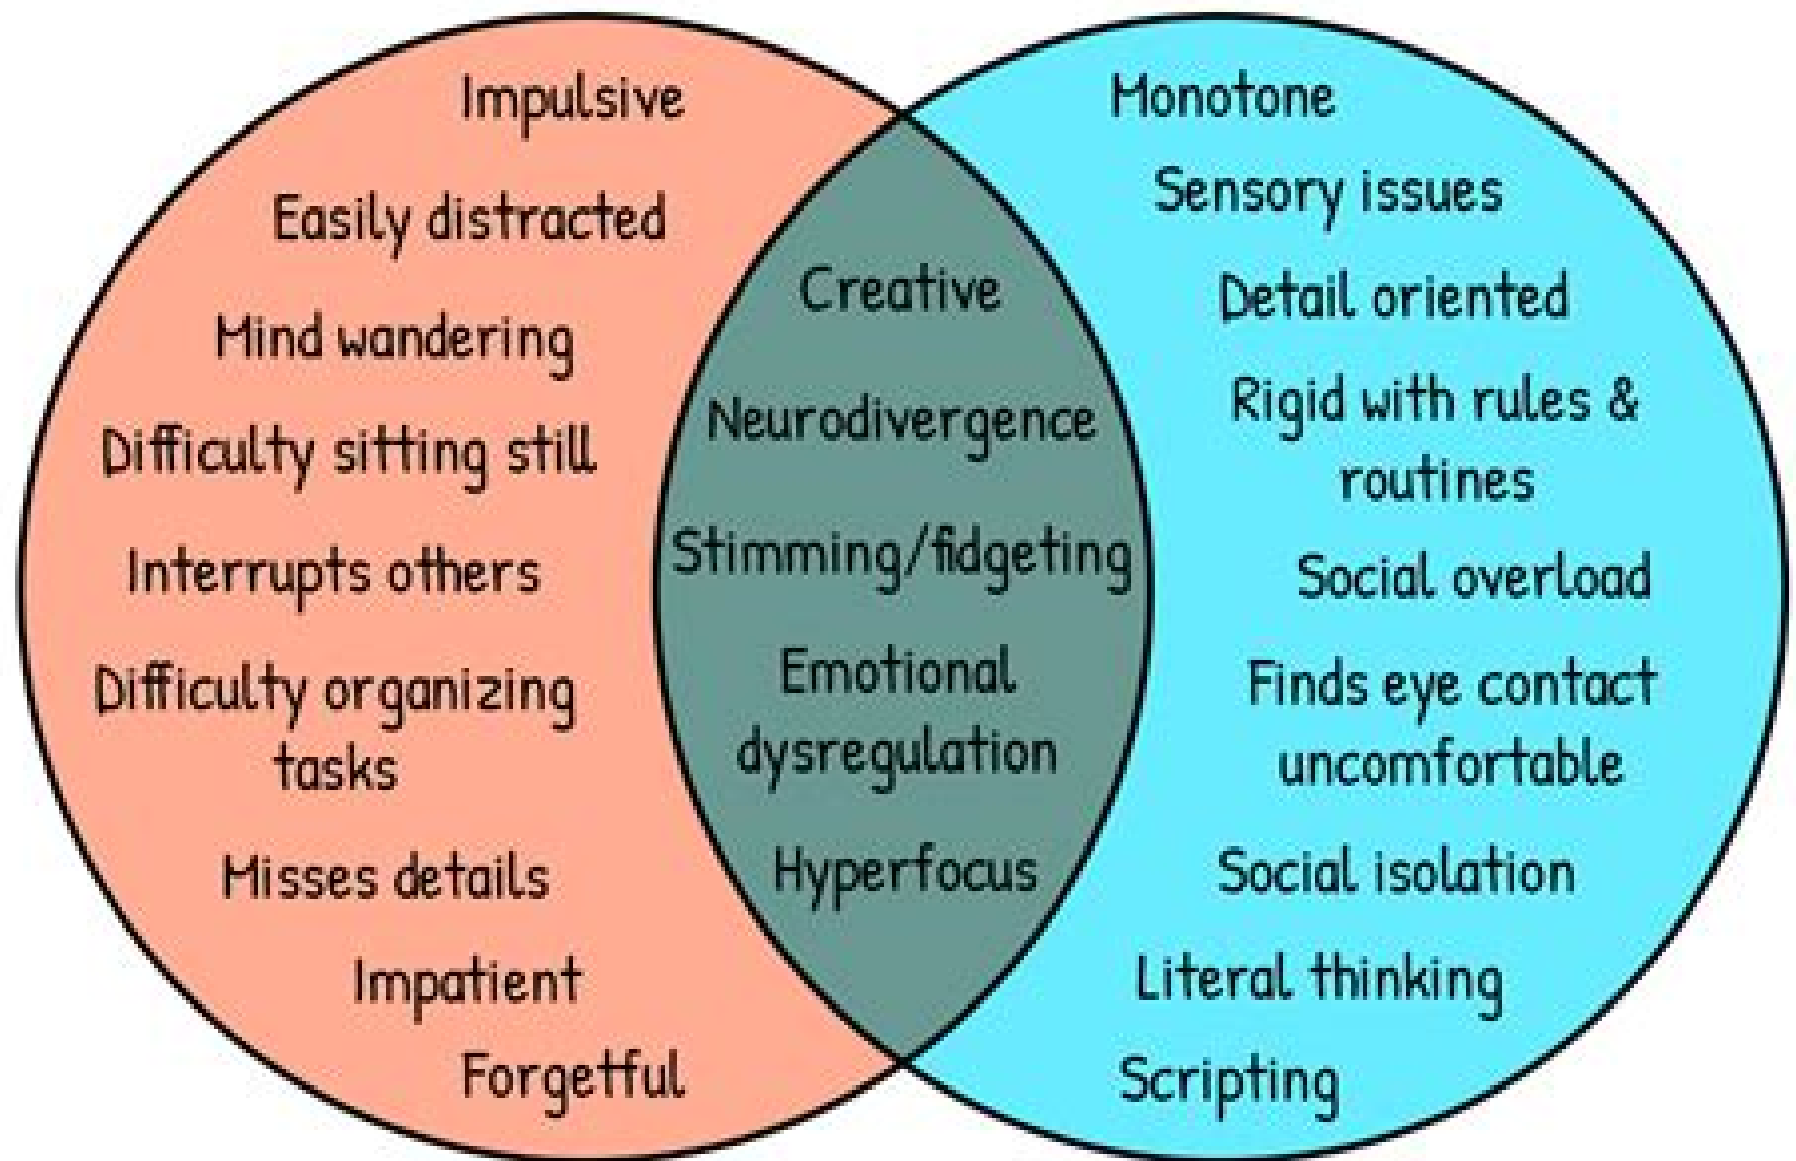 Impulsive
Easily distracted
Mind wandering
Difficulty sitting still
Interrupts others
Difficulty organizing
tasks
Misses details
Impatient
Forgetful
Creative
Neurodivergence
Stimming/fidgeting
Emotional
dysregulation
Hyperfocus
Monotone
Sensory issues
Detail oriented
Rigid with rules &
routines
Social overload
Finds eye contact
uncomfortable
Social isolation
Literal thinking
Scripting